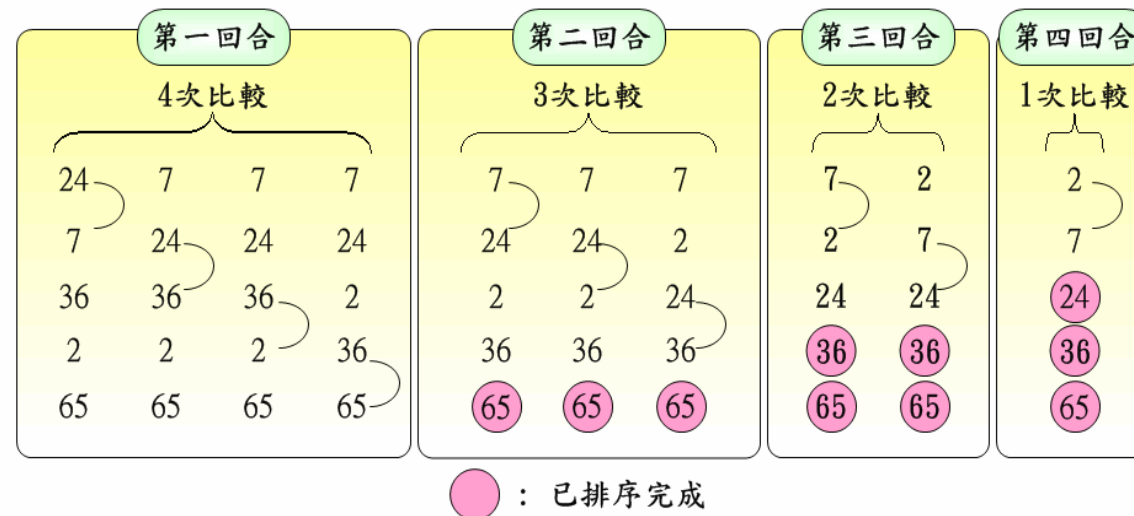 第一回合 第二回合 第三回合 第四回合
4次比較 3次比較 2次比較 1次比較
24 7 7 7 7 7 7 7 2 2
7 24 24 24 24 24 2 2 7 7
36 36 36 2 2 2 24 24 24 24
2 2 2 36 36 36 36 36 36 36
65 65 65 65 65 65 65 65 65 65
: 已排序完成